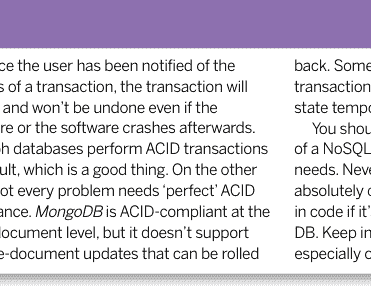 ce the user has been notified of the
s of a transaction, the transaction will
and won't be undone even if the
re or the software crashes afterwards.
h databases perform ACID transactions
ult, which is a good thing. On the other
ot every problem needs 'perfect' ACID
ance. MongoDB is ACID-compliant at the
ocument level, but it doesn't support
e-document updates that can be rolled
back. Some
transaction
state tempo
You shou
of a NoSQL
needs. Neve
absolutely c
in code if it'
DB. Keep in
especially c